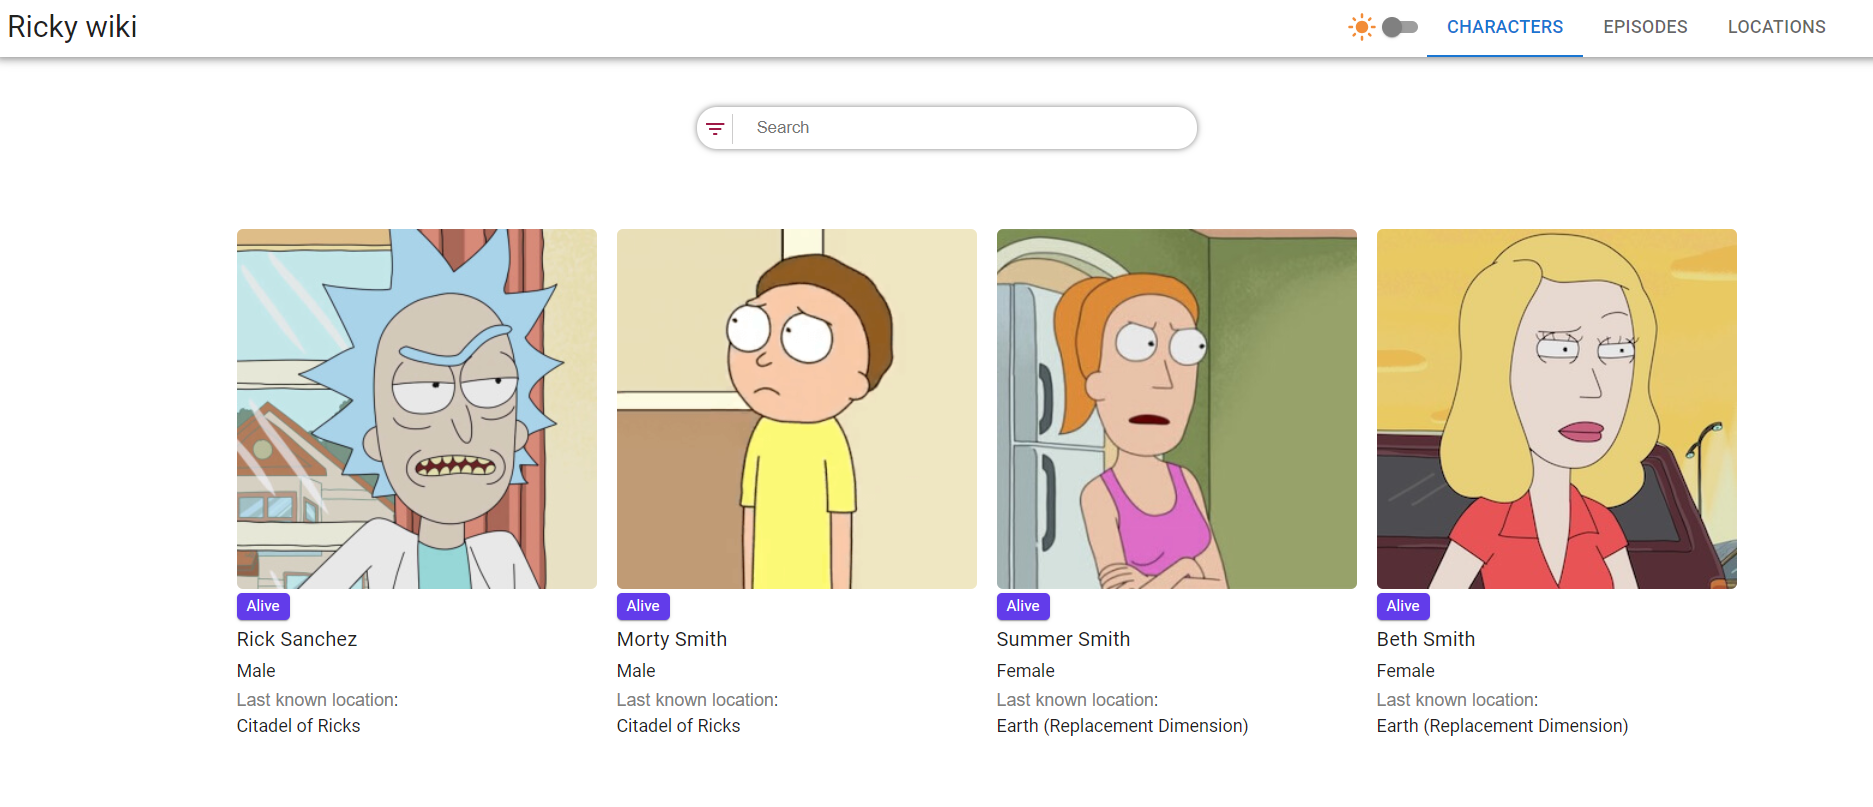 Ricky wiki
CHARACTERS
EPISODES
LOCATIONS
Search
Alive
Rick Sanchez
Male
Last known location:
Citadel of Ricks
Alive
Morty Smith
Male
Last known location:
Citadel of Ricks
Alive
Summer Smith
Female
Last known location:
Earth (Replacement Dimension)
Alive
Beth Smith
Female
Last known location:
Earth (Replacement Dimension)